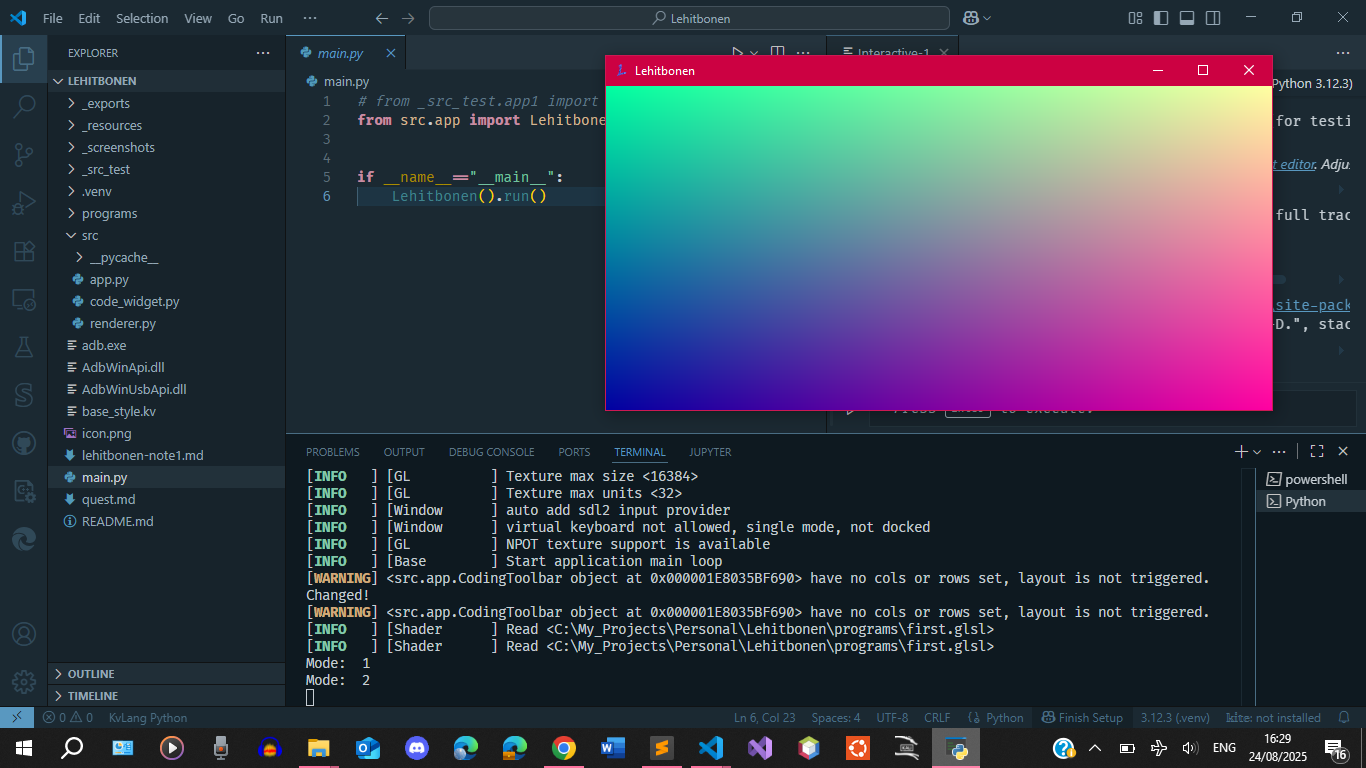 File Edit Selection View Go Run ··· Lehitbonen
EXPLORER
LEHITBONEN
_exports
_resources
_screenshots
_src_test
.venv
programs
src
__pycache__
app.py
code_widget.py
renderer.py
adb.exe
AdbWinApi.dll
AdbWinUsbApi.dll
base_style.kv
icon.png
lehitbonen-note1.md
main.py
quest.md
README.md
OUTLINE
TIMELINE
main.py
Interactive-1
main.py
1 # from _src_test.app1 import
2 from src.app import Lehitbone
3
4
5 if __name__=="__main__":
6 Lehitbonen().run()
Lehitbonen
Python 3.12.3)
for testi
t editor. Adju
full trac
site-pack
D.", stac
to execute.
PROBLEMS OUTPUT DEBUG CONSOLE PORTS TERMINAL JUPYTER
[INFO   ] [GL          ] Texture max size <16384>
[INFO   ] [GL          ] Texture max units <32>
[INFO   ] [Window      ] auto add sdl2 input provider
[INFO   ] [Window      ] virtual keyboard not allowed, single mode, not docked
[INFO   ] [GL          ] NPOT texture support is available
[INFO   ] [Base        ] Start application main loop
[WARNING] <src.app.CodingToolbar object at 0x000001E8035BF690> have no cols or rows set, layout is not triggered.
Changed!
[WARNING] <src.app.CodingToolbar object at 0x000001E8035BF690> have no cols or rows set, layout is not triggered.
[INFO   ] [Shader      ] Read <C:\My_Projects\Personal\Lehitbonen\programs\first.glsl>
[INFO   ] [Shader      ] Read <C:\My_Projects\Personal\Lehitbonen\programs\first.glsl>
Mode:  1
Mode:  2
powershell
Python
0 0 KvLang Python Ln 6, Col 23 Spaces: 4 UTF-8 CRLF Python Finish Setup 3.12.3 (.venv) kite: not installed
ENG 16:29
24/08/2025
16